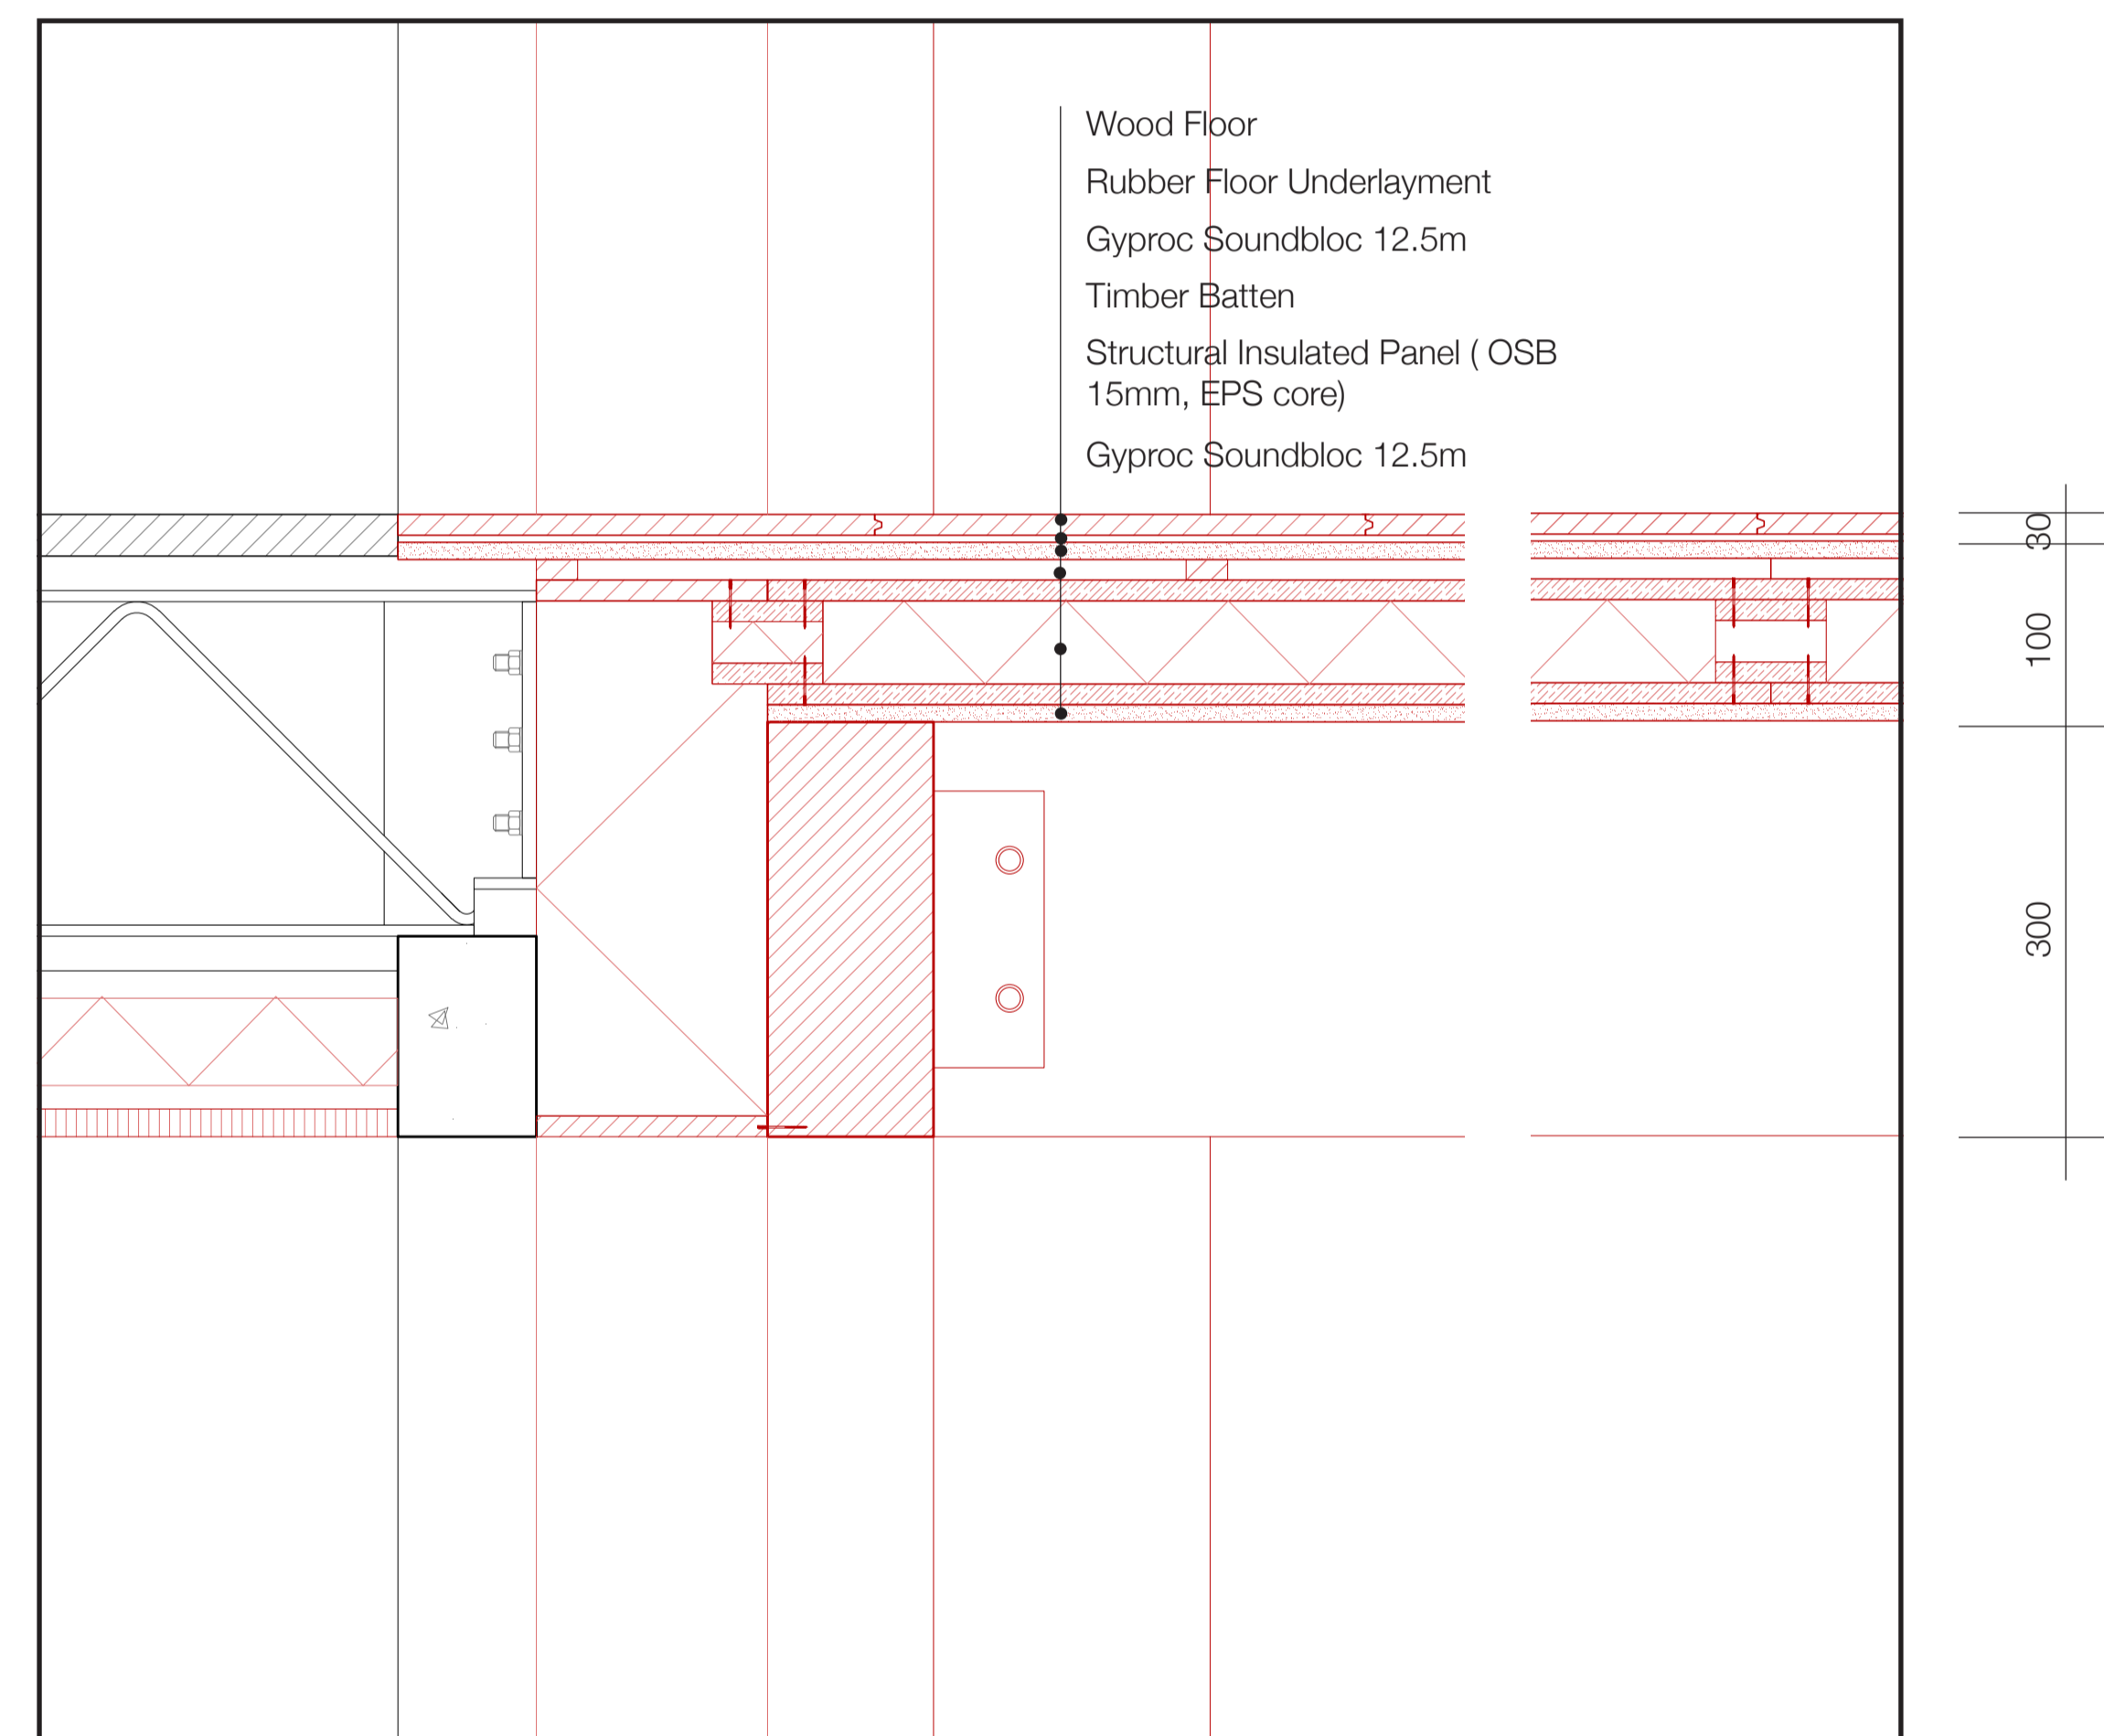 Wood Floor
Rubber Floor Underlayment
Gyproc Soundbloc 12.5m
Timber Batten
Structural Insulated Panel ( OSB
15mm, EPS core)
Gyproc Soundbloc 12.5m
30
100
300